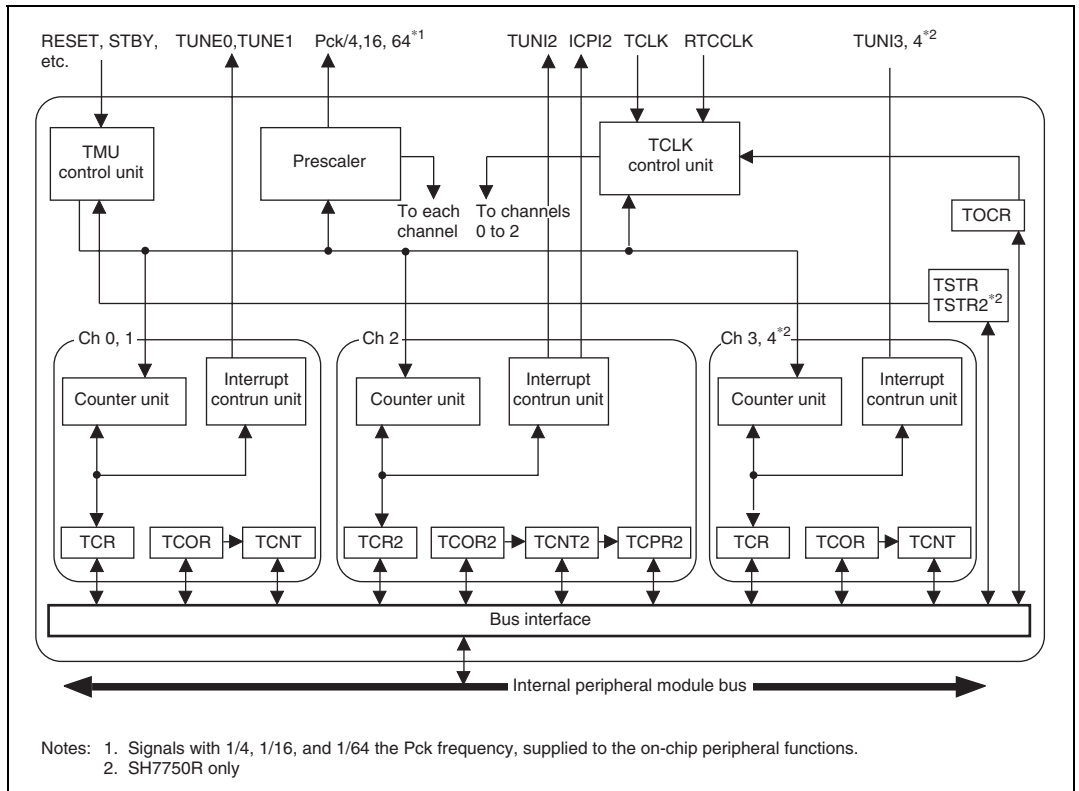 RESET, STBY,
etc.
TUNE0,TUNE1
Pck/4,16, 64*1
TUNI2
ICPI2
TCLK
RTCCLK
TUNI3, 4*2
TMU
control unit
Prescaler
TCLK
control unit
To each
channel
To channels
0 to 2
TOCR
TSTR
TSTR2*2
Ch 0, 1
Counter unit
Interrupt
contrun unit
TCR
TCOR
TCNT
Ch 2
Counter unit
Interrupt
contrun unit
TCR2
TCOR2
TCNT2
TCPR2
Ch 3, 4*2
Counter unit
Interrupt
contrun unit
TCR
TCOR
TCNT
Bus interface
Internal peripheral module bus
Notes: 1. Signals with 1/4, 1/16, and 1/64 the Pck frequency, supplied to the on-chip peripheral functions.
2. SH7750R only